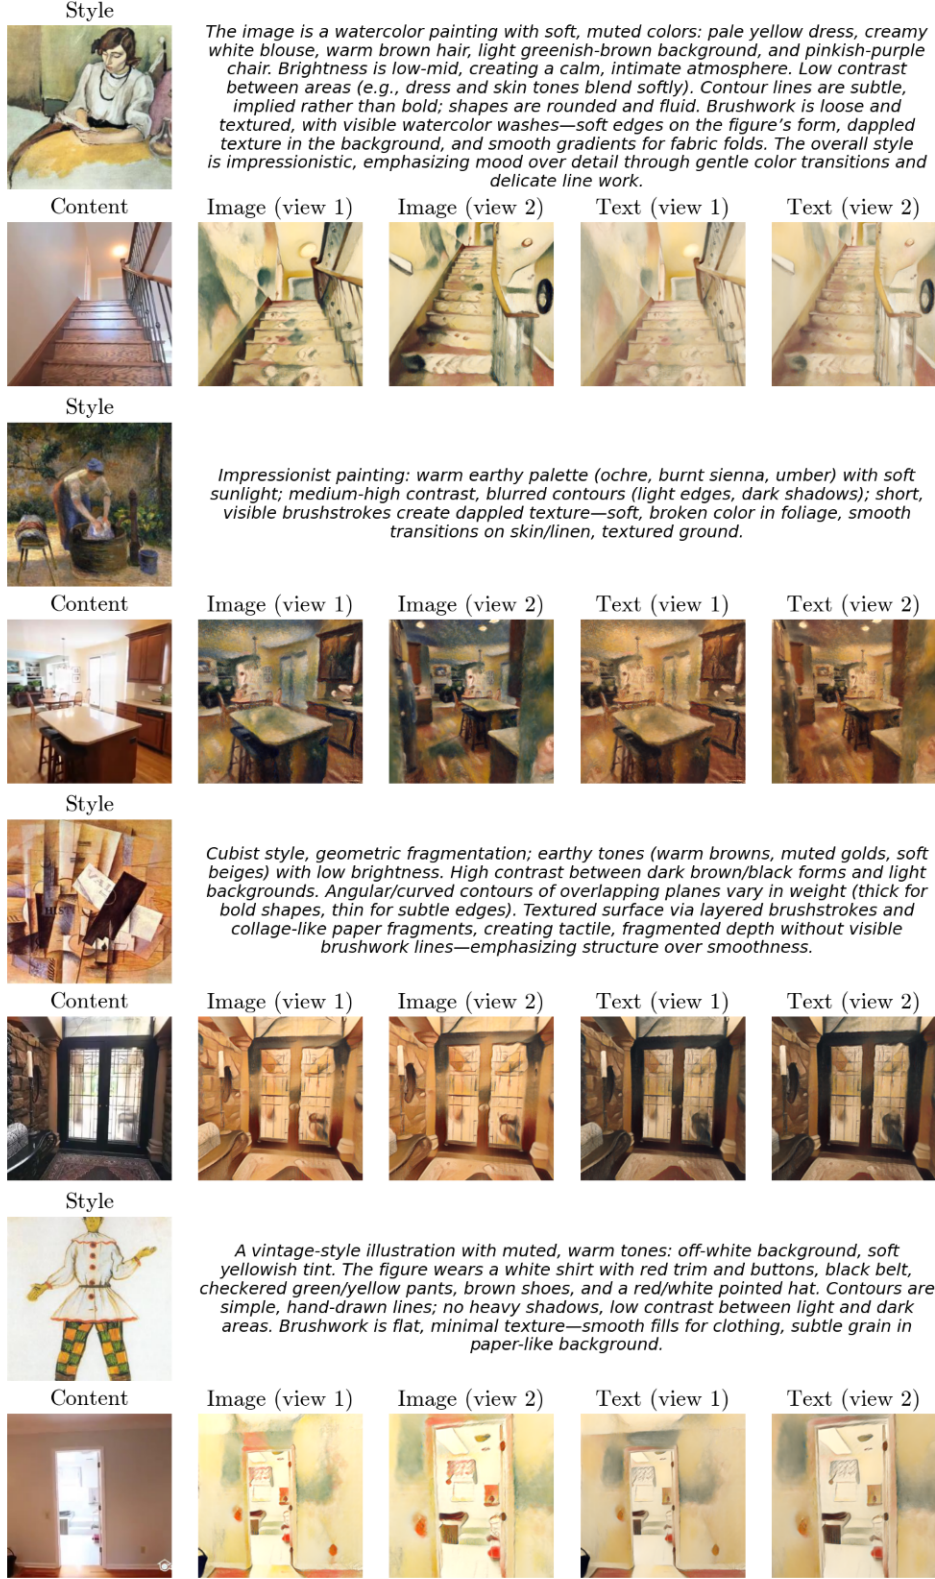 Style
The image is a watercolor painting with soft, muted colors: pale yellow dress, creamy
white blouse, warm brown hair, light greenish-brown background, and pinkish-purple
chair. Brightness is low-mid, creating a calm, intimate atmosphere. Low contrast
between areas (e.g., dress and skin tones blend softly). Contour lines are subtle,
implied rather than bold; shapes are rounded and fluid. Brushwork is loose and
textured, with visible watercolor washes—soft edges on the figure's form, dappled
texture in the background, and smooth gradients for fabric folds. The overall style
is impressionistic, emphasizing mood over detail through gentle color transitions and
delicate line work.
Content Image (view 1) Image (view 2) Text (view 1) Text (view 2)
Style
Impressionist painting: warm earthy palette (ochre, burnt sienna, umber) with soft
sunlight; medium-high contrast, blurred contours (light edges, dark shadows); short,
visible brushstrokes create dappled texture—soft, broken color in foliage, smooth
transitions on skin/linen, textured ground.
Content Image (view 1) Image (view 2) Text (view 1) Text (view 2)
Style
Cubist style, geometric fragmentation; earthy tones (warm browns, muted golds, soft
beiges) with low brightness. High contrast between dark brown/black forms and light
backgrounds. Angular/curved contours of overlapping planes vary in weight (thick for
bold shapes, thin for subtle edges). Textured surface via layered brushstrokes and
collage-like paper fragments, creating tactile, fragmented depth without visible
brushwork lines—emphasizing structure over smoothness.
Content Image (view 1) Image (view 2) Text (view 1) Text (view 2)
Style
A vintage-style illustration with muted, warm tones: off-white background, soft
yellowish tint. The figure wears a white shirt with red trim and buttons, black belt,
checkered green/yellow pants, brown shoes, and a red/white pointed hat. Contours are
simple, hand-drawn lines; no heavy shadows, low contrast between light and dark
areas. Brushwork is flat, minimal texture—smooth fills for clothing, subtle grain in
paper-like background.
Content Image (view 1) Image (view 2) Text (view 1) Text (view 2)